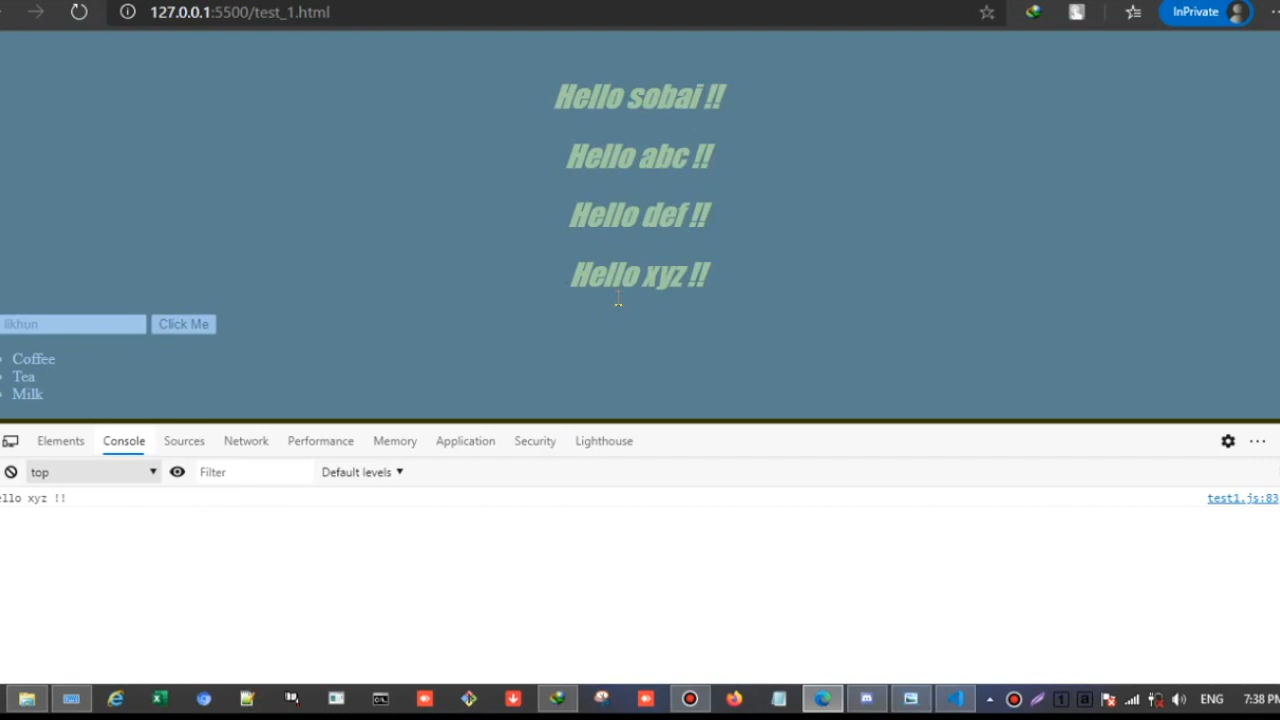 127.0.0.1:5500/test_1.html InPrivate
Hello sobai !!
Hello abc !!
Hello def !!
Hello xyz !!
likhun Click Me
Coffee
Tea
Milk
Elements Console Sources Network Performance Memory Application Security Lighthouse
top Filter Default levels
ello xyz !! test1.js:83
ENG 7:38 PM